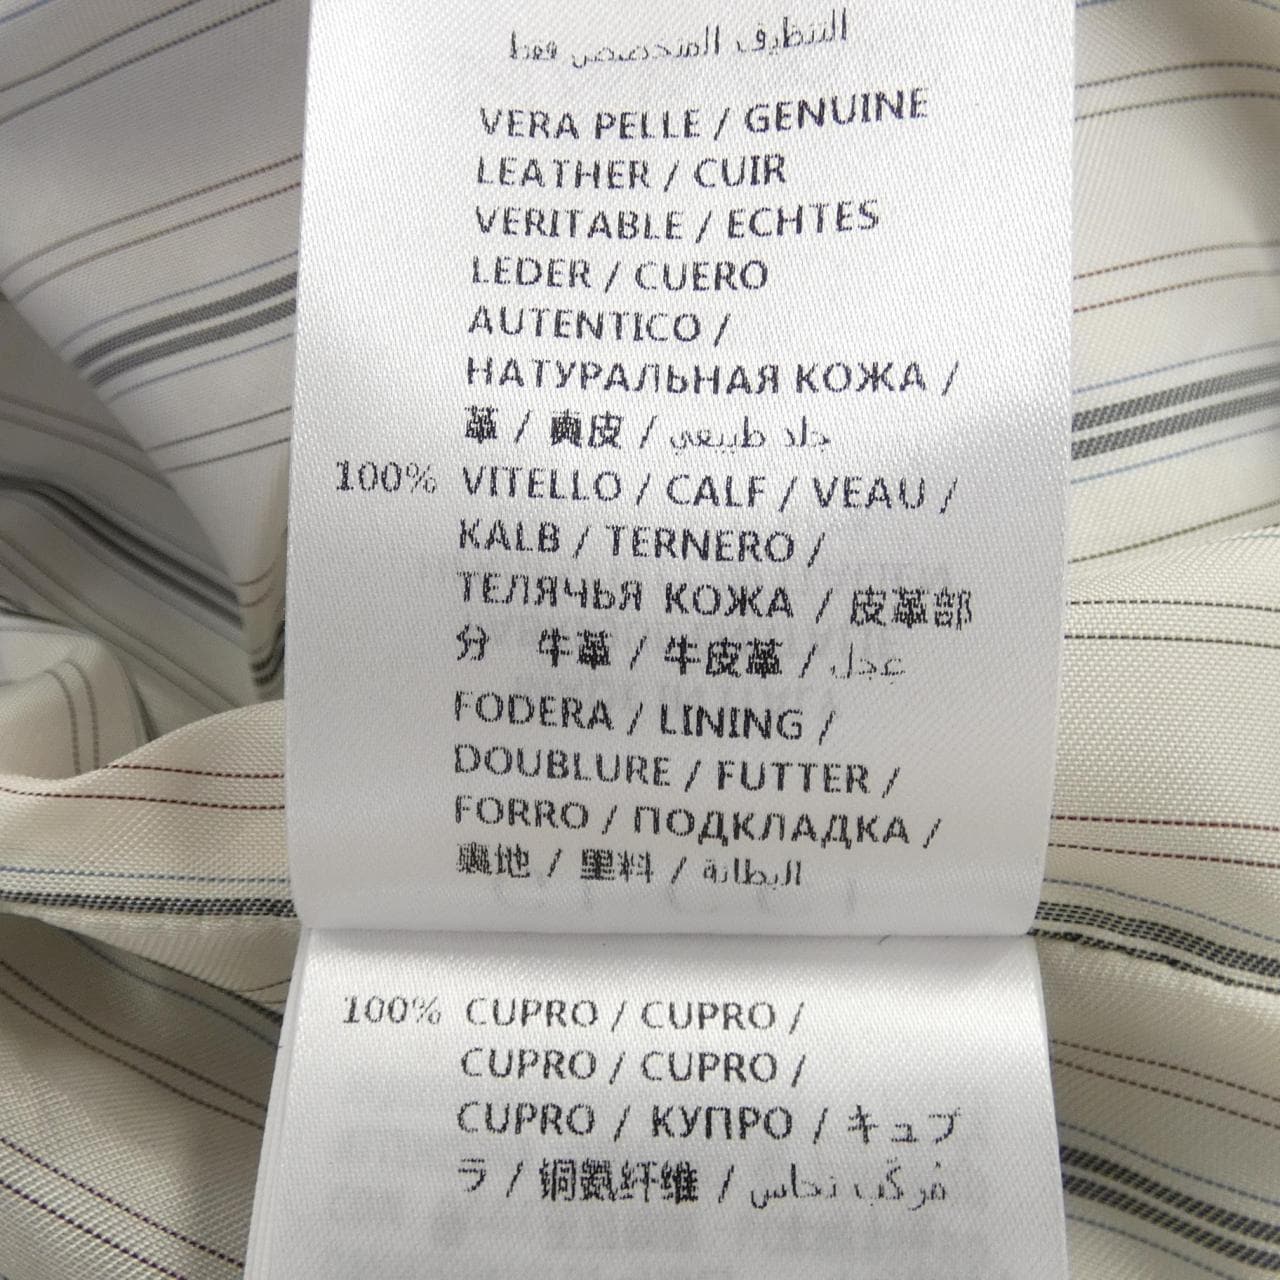 التنظيف المتخصص فقط
VERA PELLE / GENUINE
LEATHER / CUIR
VERITABLE / ECHTES
LEDER / CUERO
AUTENTICO /
НАТУРАЛЬНАЯ КОЖА /
革 / 真皮 / جلد طبيعي
100% VITELLO / CALF / VEAU /
KALB / TERNERO /
ТЕЛЯЧЬЯ КОЖА / 皮革部
分 牛革 / 牛皮革 / عجل
FODERA / LINING /
DOUBLURE / FUTTER /
FORRO / ПОДКЛАДКА /
裏地 / 里料 / البطانة
100% CUPRO / CUPRO /
CUPRO / CUPRO /
CUPRO / КУПРО / キュプ
ラ / 铜氨纤维 / مُركّب نحاس